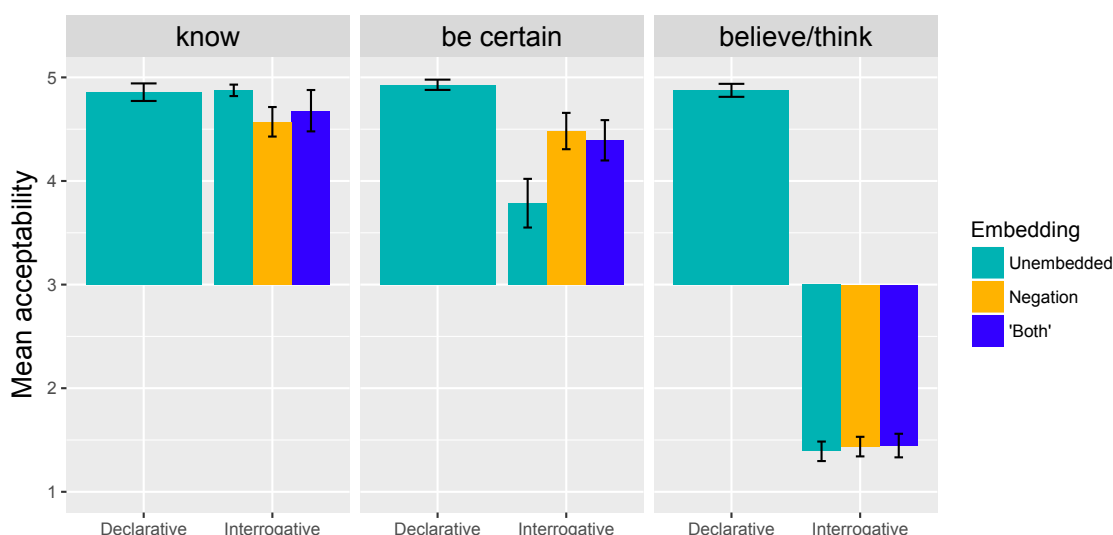 know
be certain
believe/think
5
4
3
2
1
Mean acceptability
Declarative
Interrogative
Declarative
Interrogative
Declarative
Interrogative
Embedding
Unembedded
Negation
'Both'